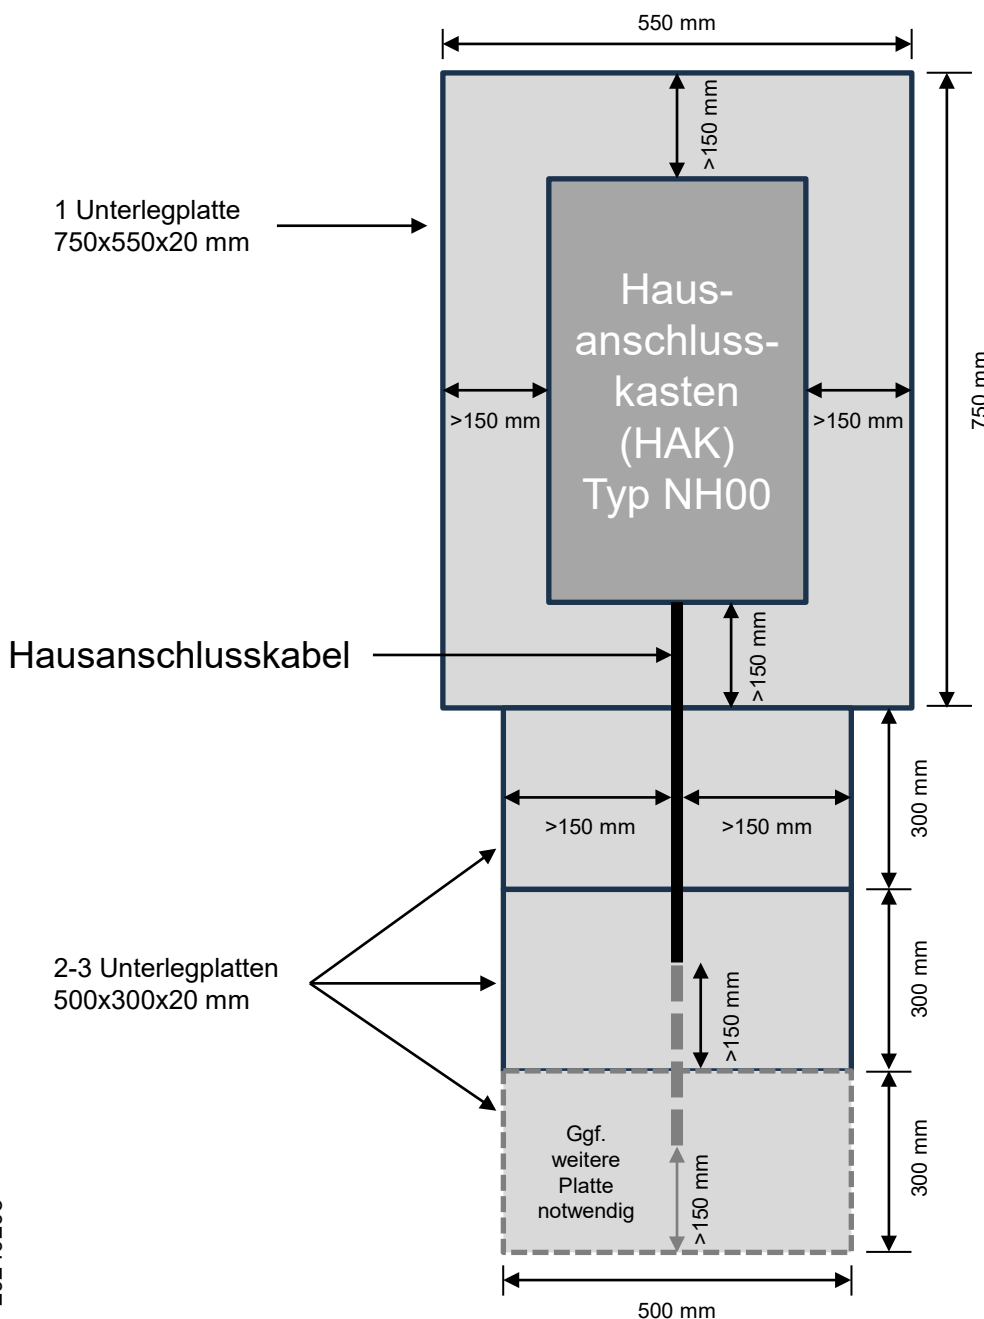 550 mm
>150 mm
1 Unterlegplatte
750x550x20 mm
Haus-
anschluss-
kasten
(HAK)
Typ NH00
>150 mm
>150 mm
750 mm
Hausanschlusskabel
>150 mm
300 mm
>150 mm
>150 mm
2-3 Unterlegplatten
500x300x20 mm
300 mm
>150 mm
Ggf.
weitere
Platte
notwendig
>150 mm
300 mm
500 mm